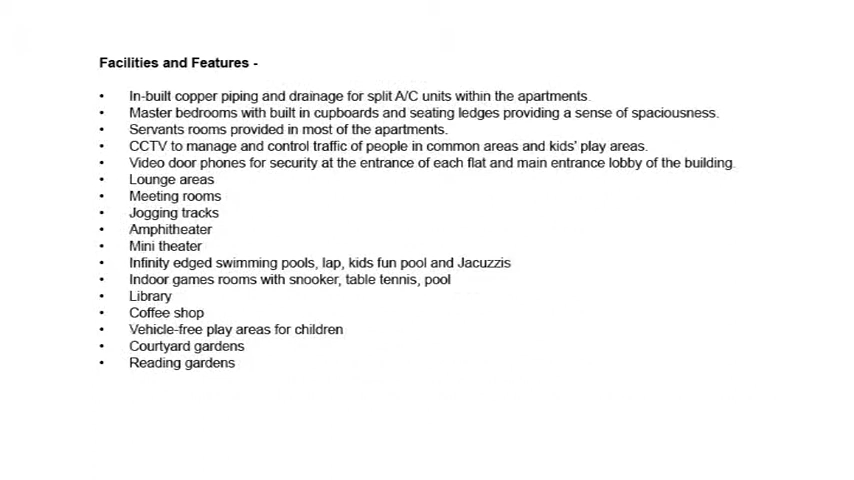 Facilities and Features -
• In-built copper piping and drainage for split A/C units within the apartments.
• Master bedrooms with built in cupboards and seating ledges providing a sense of spaciousness.
• Servants rooms provided in most of the apartments.
• CCTV to manage and control traffic of people in common areas and kids' play areas.
• Video door phones for security at the entrance of each flat and main entrance lobby of the building.
• Lounge areas
• Meeting rooms
• Jogging tracks
• Amphitheater
• Mini theater
• Infinity edged swimming pools, lap, kids fun pool and Jacuzzis
• Indoor games rooms with snooker, table tennis, pool
• Library
• Coffee shop
• Vehicle-free play areas for children
• Courtyard gardens
• Reading gardens